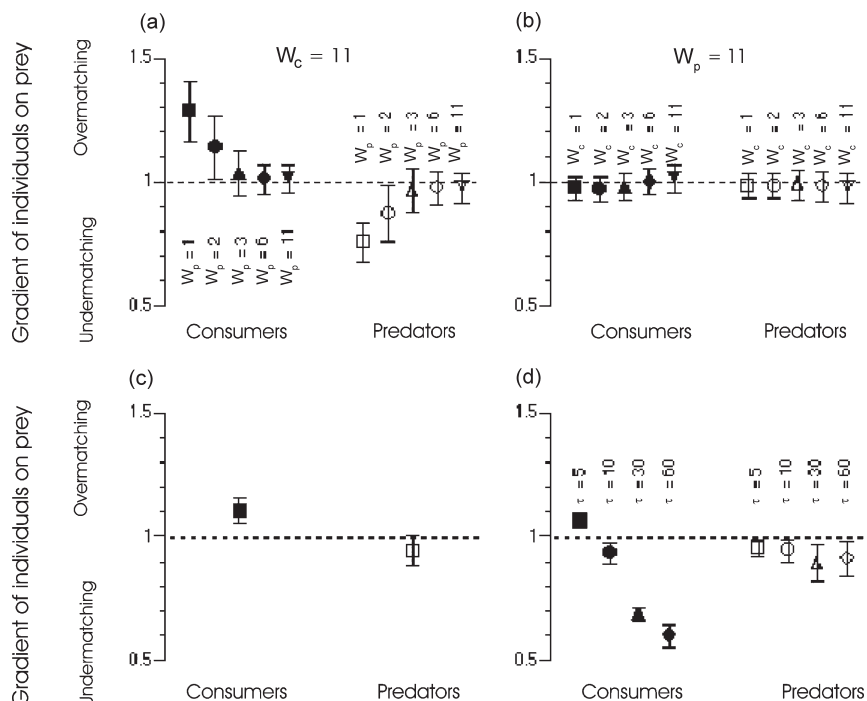 (a)
W_c = 11
Gradient of individuals on prey
Overmatching
Undermatching
1.5
1
0.5
W_p = 1
W_p = 2
W_p = 3
W_p = 6
W_p = 11
W_p = 1
W_p = 2
W_p = 3
W_p = 6
W_p = 11
Consumers
Predators
(b)
W_p = 11
1.5
1
0.5
W_c = 1
W_c = 2
W_c = 3
W_c = 6
W_c = 11
W_c = 1
W_c = 2
W_c = 3
W_c = 6
W_c = 11
Consumers
Predators
(c)
Gradient of individuals on prey
Overmatching
Undermatching
1.5
1
0.5
Consumers
Predators
(d)
1.5
1
0.5
τ = 5
τ = 10
τ = 30
τ = 60
τ = 5
τ = 10
τ = 30
τ = 60
Consumers
Predators